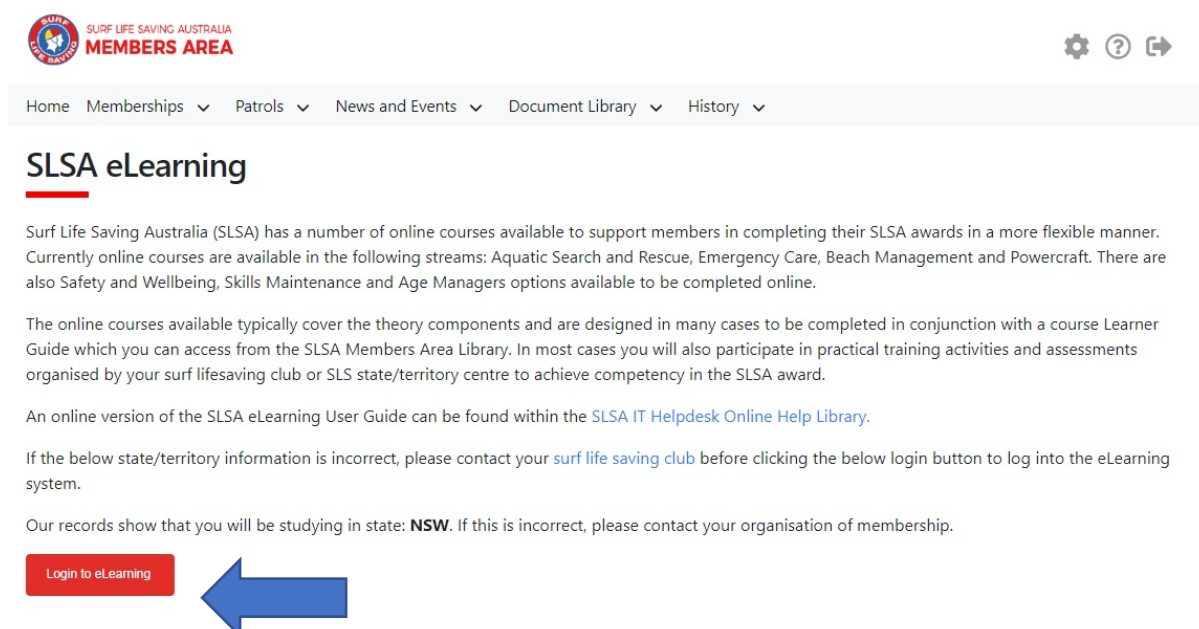 SURF LIFE SAVING
SURF LIFE SAVING AUSTRALIA
MEMBERS AREA
Home Memberships Patrols News and Events Document Library History
SLSA eLearning
Surf Life Saving Australia (SLSA) has a number of online courses available to support members in completing their SLSA awards in a more flexible manner.
Currently online courses are available in the following streams: Aquatic Search and Rescue, Emergency Care, Beach Management and Powercraft. There are
also Safety and Wellbeing, Skills Maintenance and Age Managers options available to be completed online.
The online courses available typically cover the theory components and are designed in many cases to be completed in conjunction with a course Learner
Guide which you can access from the SLSA Members Area Library. In most cases you will also participate in practical training activities and assessments
organised by your surf lifesaving club or SLS state/territory centre to achieve competency in the SLSA award.
An online version of the SLSA eLearning User Guide can be found within the SLSA IT Helpdesk Online Help Library.
If the below state/territory information is incorrect, please contact your surf life saving club before clicking the below login button to log into the eLearning
system.
Our records show that you will be studying in state: NSW. If this is incorrect, please contact your organisation of membership.
Login to eLearning